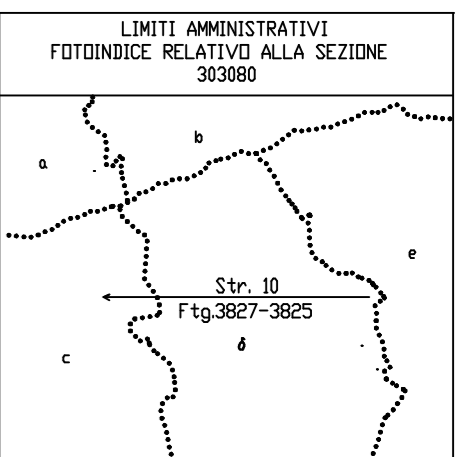 LIMITI AMMINISTRATIVI
FOTOINDICE RELATIVO ALLA SEZIONE
303080
b
a
e
Str. 10
Ftg.3827-3825
δ
c